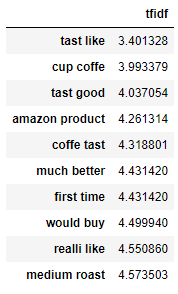 tfidf
tast like 3.401328
cup coffe 3.993379
tast good 4.037054
amazon product 4.261314
coffe tast 4.318801
much better 4.431420
first time 4.431420
would buy 4.499940
realli like 4.550860
medium roast 4.573503